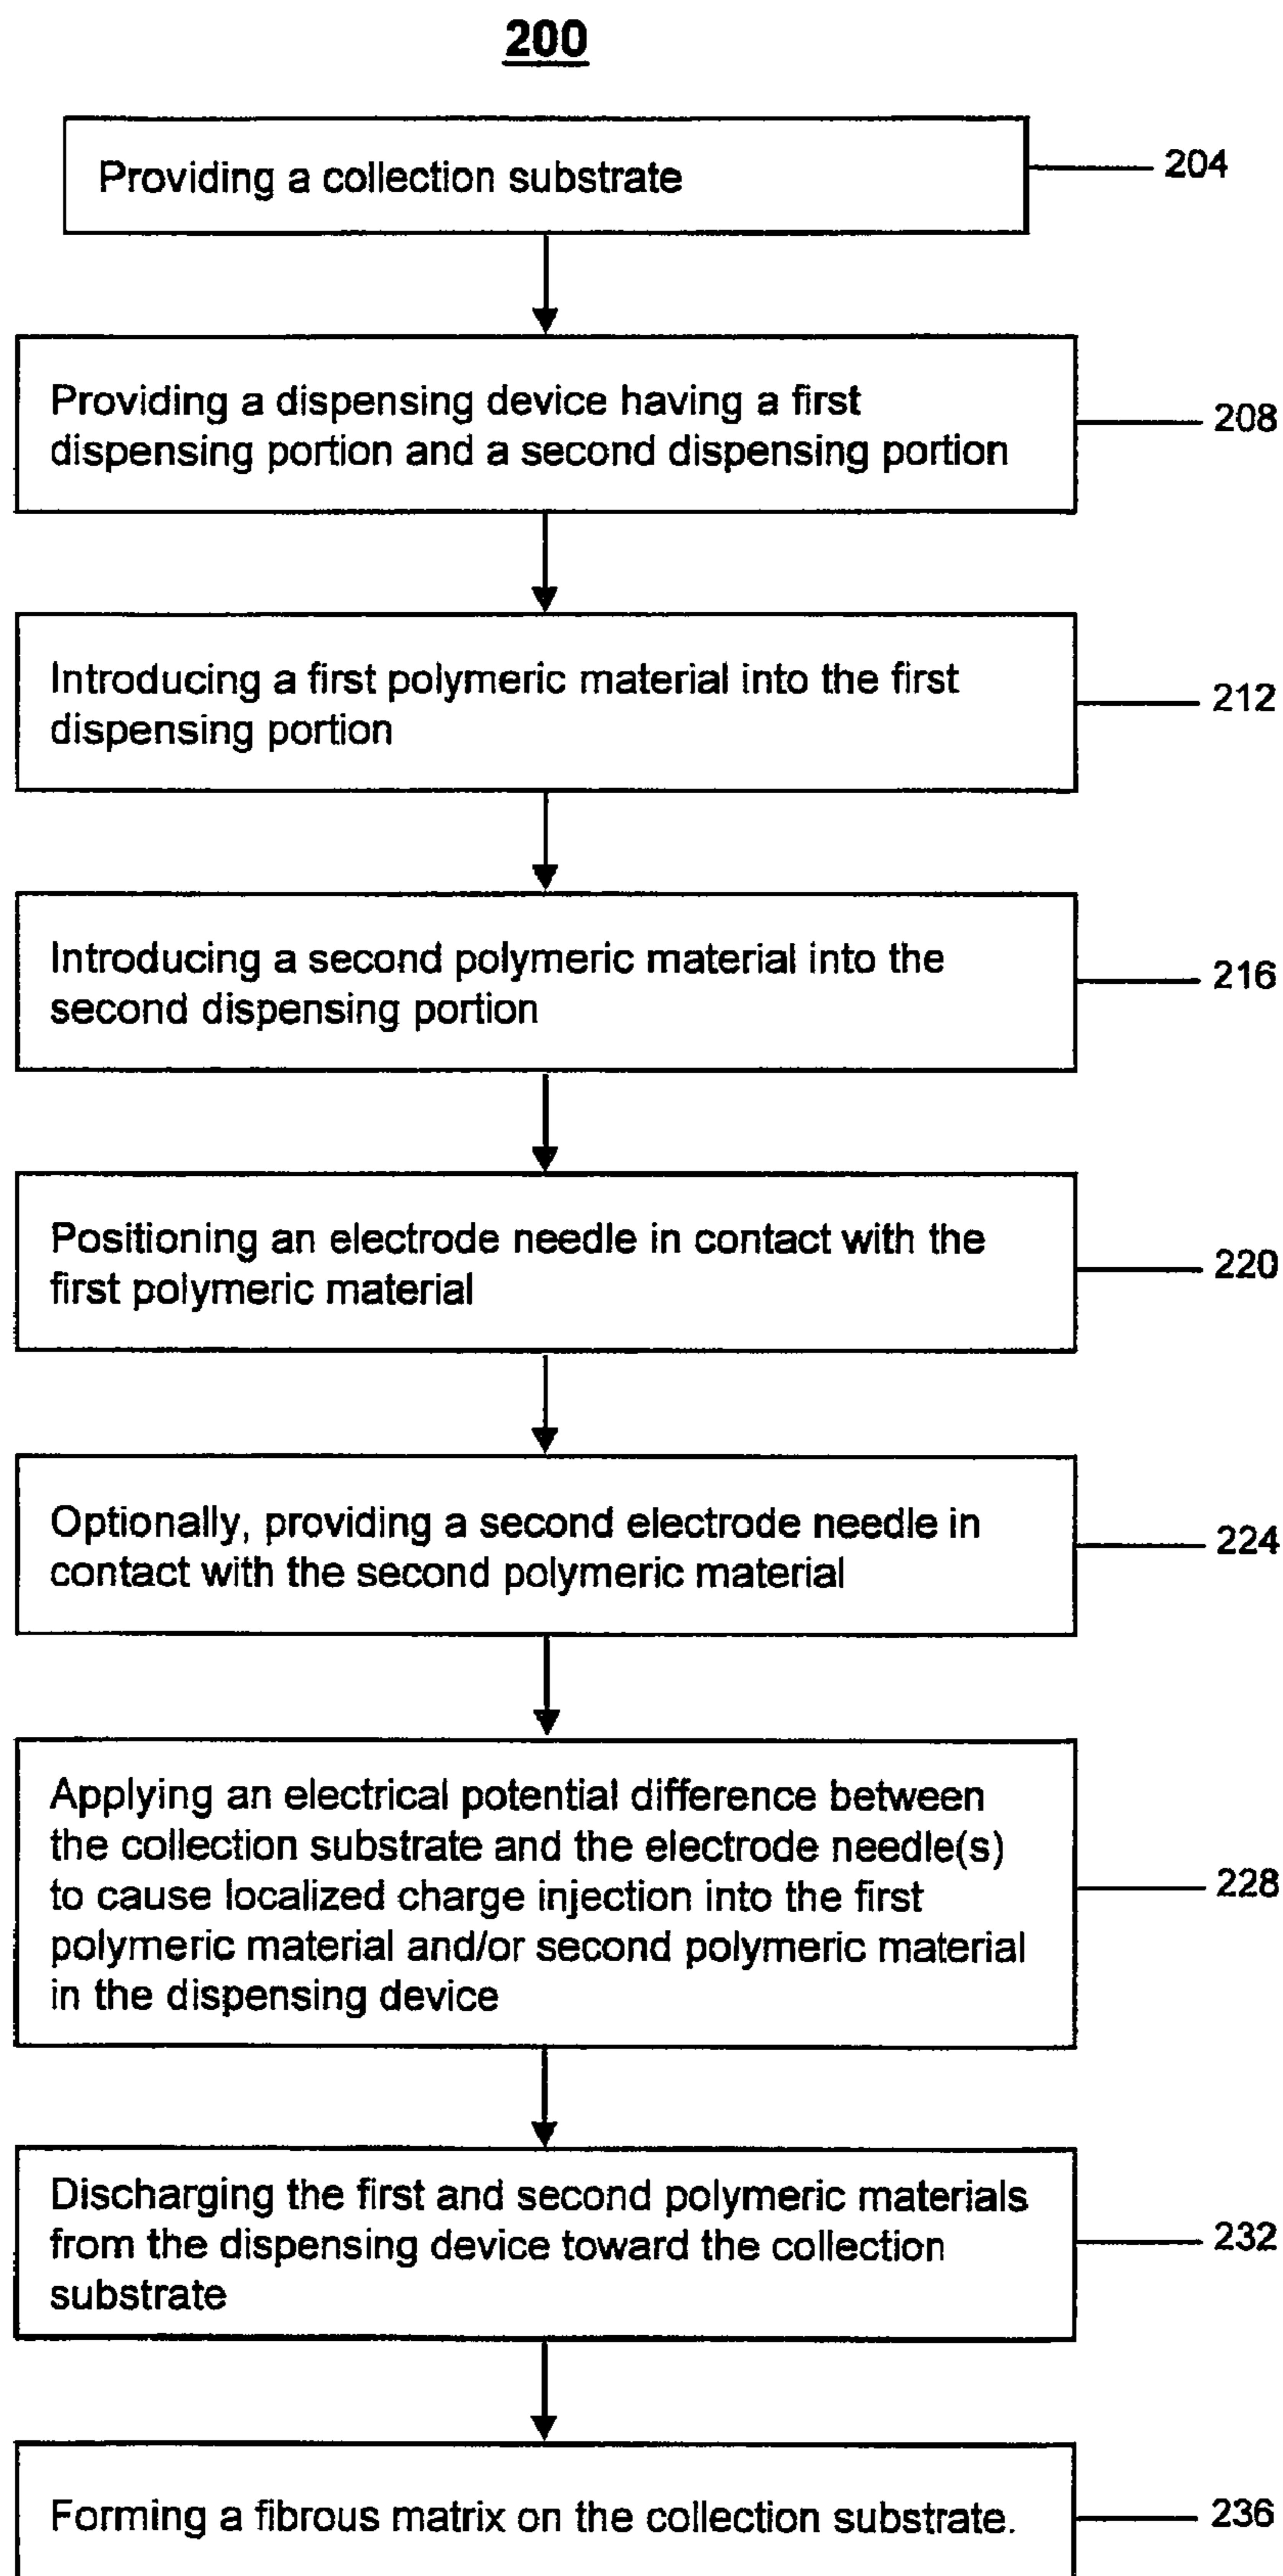 200
Providing a collection substrate
204
Providing a dispensing device having a first
dispensing portion and a second dispensing portion
208
Introducing a first polymeric material into the first
dispensing portion
212
Introducing a second polymeric material into the
second dispensing portion
216
Positioning an electrode needle in contact with the
first polymeric material
220
Optionally, providing a second electrode needle in
contact with the second polymeric material
224
Applying an electrical potential difference between
the collection substrate and the electrode needle(s)
to cause localized charge injection into the first
polymeric material and/or second polymeric material
in the dispensing device
228
Discharging the first and second polymeric materials
from the dispensing device toward the collection
substrate
232
Forming a fibrous matrix on the collection substrate.
236